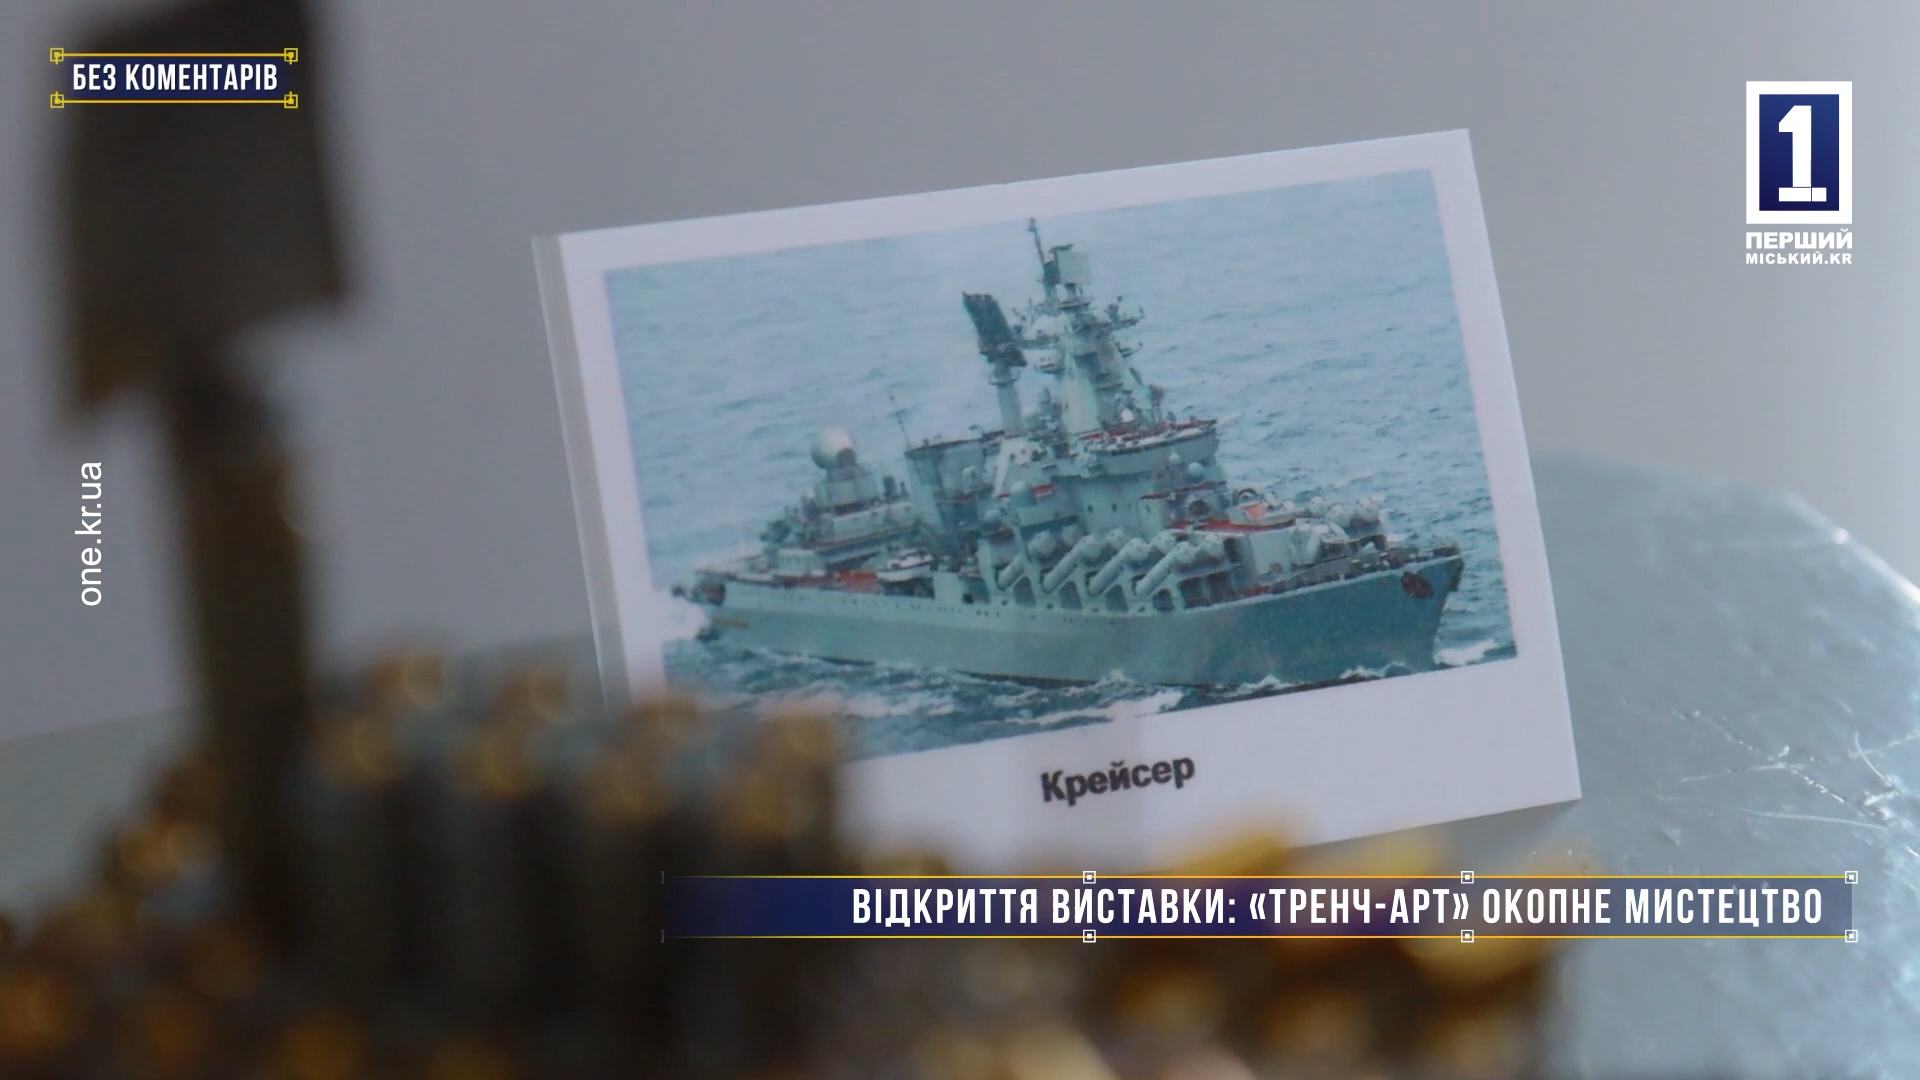 БЕЗ КОМЕНТАРІВ
1
ПЕРШИЙ
МІСЬКИЙ.KR
one.kr.ua
Крейсер
ВІДКРИТТЯ ВИСТАВКИ: «ТРЕНЧ-АРТ» ОКОПНЕ МИСТЕЦТВО